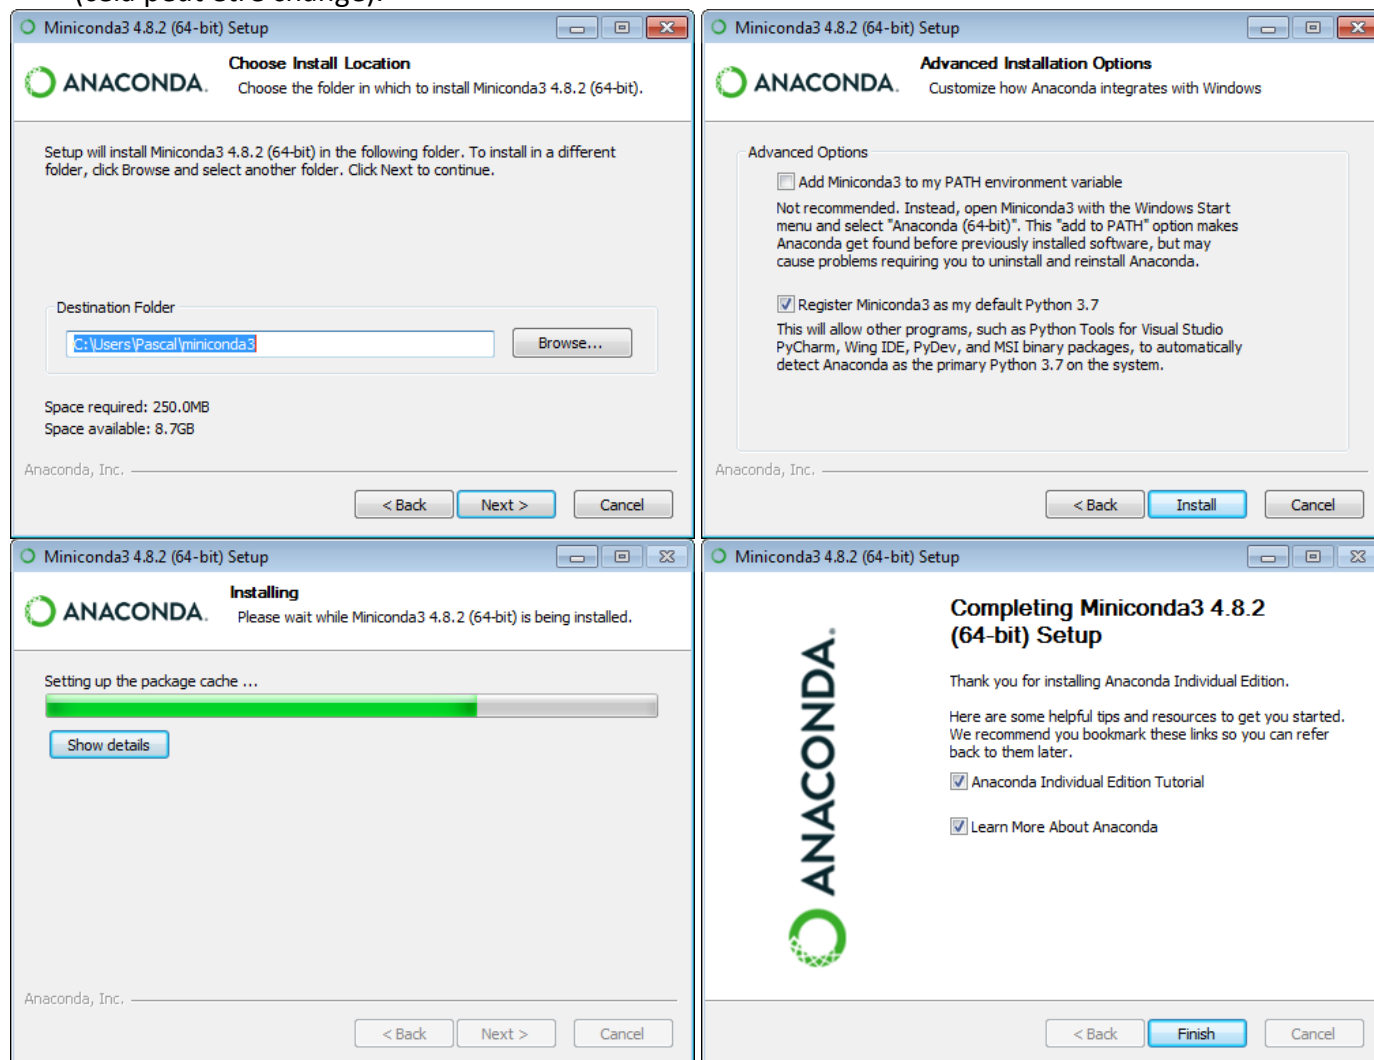 (cela peut être changé).
Miniconda3 4.8.2 (64-bit) Setup
ANACONDA.
Choose Install Location
Choose the folder in which to install Miniconda3 4.8.2 (64-bit).
Setup will install Miniconda3 4.8.2 (64-bit) in the following folder. To install in a different
folder, click Browse and select another folder. Click Next to continue.
Destination Folder
C:\Users\Pascal\miniconda3
Browse...
Space required: 250.0MB
Space available: 8.7GB
Anaconda, Inc.
< Back
Next >
Cancel
Miniconda3 4.8.2 (64-bit) Setup
ANACONDA.
Advanced Installation Options
Customize how Anaconda integrates with Windows
Advanced Options
Add Miniconda3 to my PATH environment variable
Not recommended. Instead, open Miniconda3 with the Windows Start
menu and select "Anaconda (64-bit)". This "add to PATH" option makes
Anaconda get found before previously installed software, but may
cause problems requiring you to uninstall and reinstall Anaconda.
Register Miniconda3 as my default Python 3.7
This will allow other programs, such as Python Tools for Visual Studio
PyCharm, Wing IDE, PyDev, and MSI binary packages, to automatically
detect Anaconda as the primary Python 3.7 on the system.
Anaconda, Inc.
< Back
Install
Cancel
Miniconda3 4.8.2 (64-bit) Setup
ANACONDA.
Installing
Please wait while Miniconda3 4.8.2 (64-bit) is being installed.
Setting up the package cache ...
Show details
Anaconda, Inc.
< Back
Next >
Cancel
Miniconda3 4.8.2 (64-bit) Setup
ANACONDA.
Completing Miniconda3 4.8.2
(64-bit) Setup
Thank you for installing Anaconda Individual Edition.
Here are some helpful tips and resources to get you started.
We recommend you bookmark these links so you can refer
back to them later.
Anaconda Individual Edition Tutorial
Learn More About Anaconda
< Back
Finish
Cancel